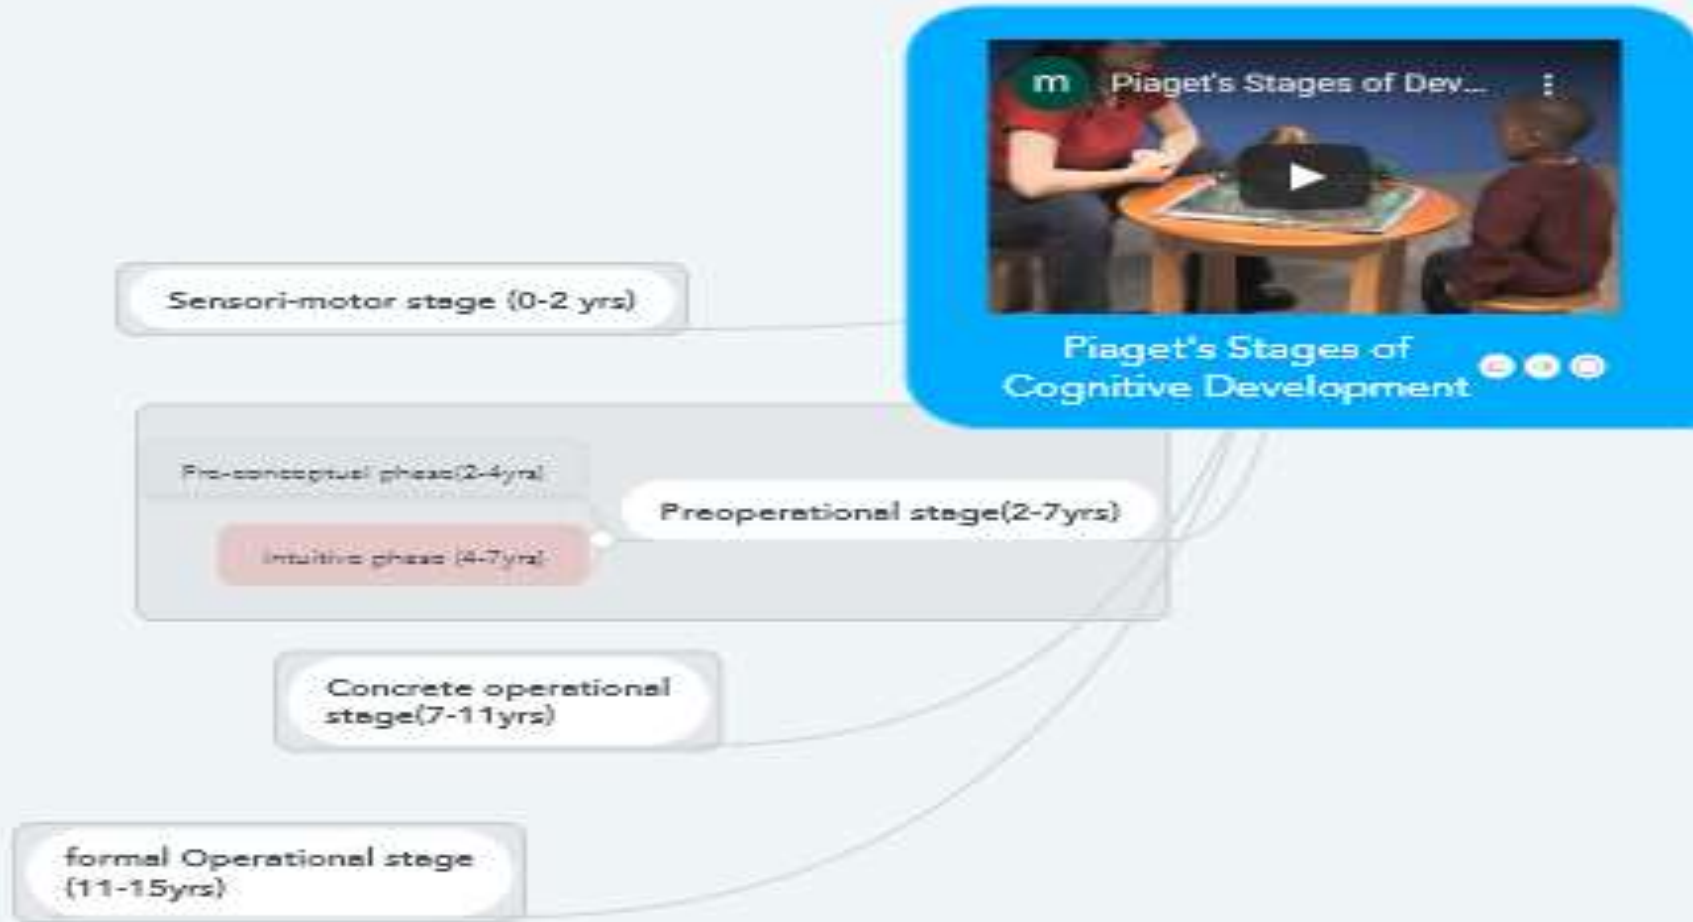 m Piaget's Stages of Dev...
Piaget's Stages of
Cognitive Development
Sensori-motor stage (0-2 yrs)
Pre-conceptual phase(2-4yrs)
Preoperational stage(2-7yrs)
Intuitive phase (4-7yrs)
Concrete operational
stage(7-11yrs)
formal Operational stage
(11-15yrs)